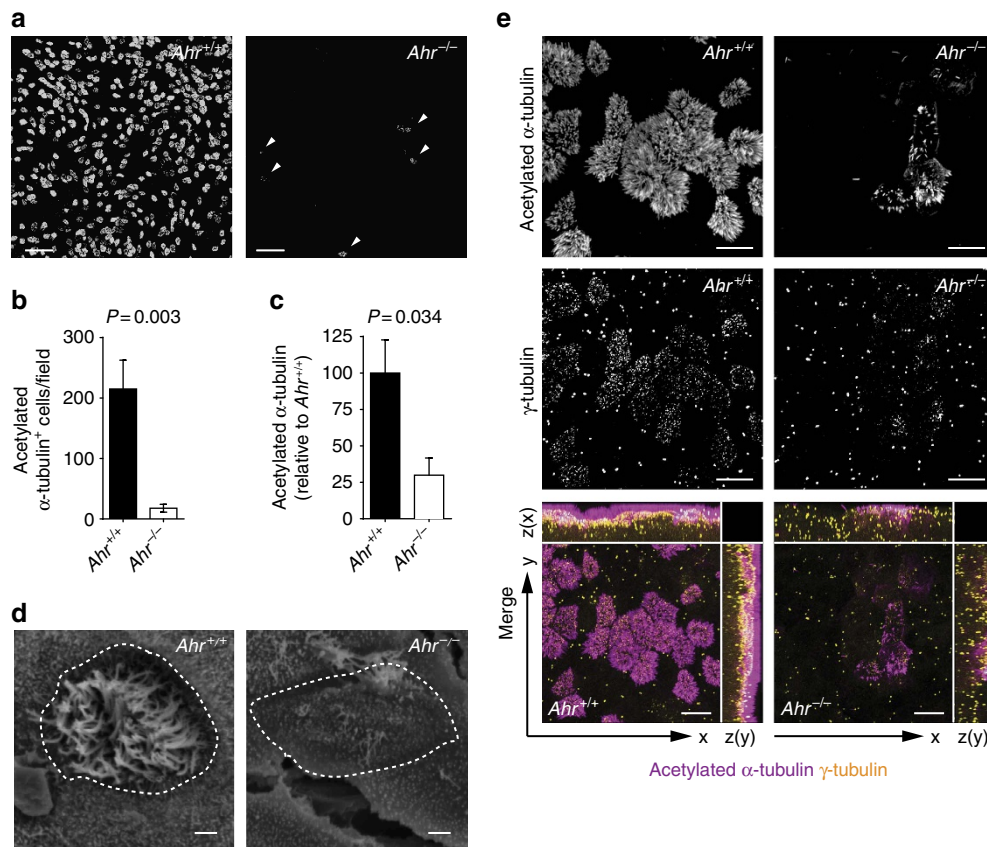 a
Ahr+/+
Ahr−/−
b
P = 0.003
Acetylated
α-tubulin+ cells/field
300
200
100
0
Ahr+/+
Ahr−/−
c
P = 0.034
Acetylated α-tubulin
(relative to Ahr+/+)
125
100
75
50
25
0
Ahr+/+
Ahr−/−
d
Ahr+/+
Ahr−/−
e
Acetylated α-tubulin
Ahr+/+
Ahr−/−
γ-tubulin
Ahr+/+
Ahr−/−
z(x)
y
Merge
Ahr+/+
Ahr−/−
x
z(y)
x
z(y)
Acetylated α-tubulin γ-tubulin